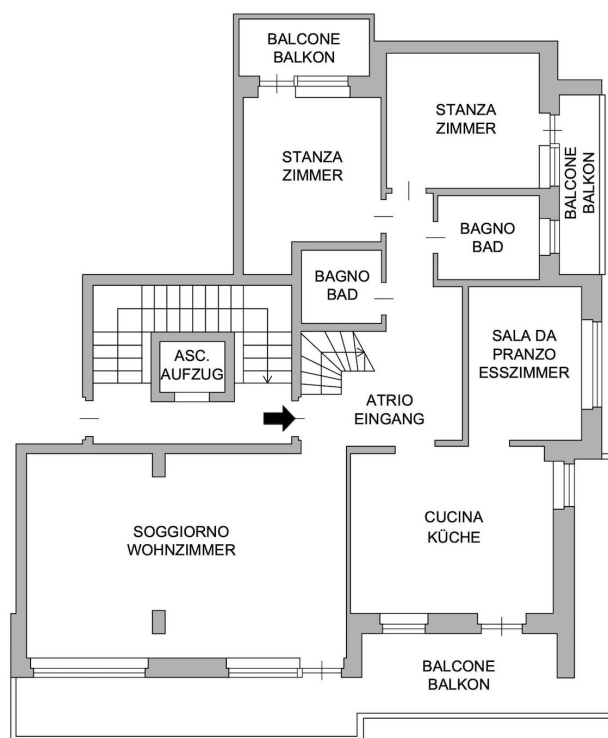 BALCONE
BALKON
STANZA
ZIMMER
STANZA
ZIMMER
BALCONE
BALKON
BAGNO
BAD
BAGNO
BAD
ASC.
AUFZUG
SALA DA
PRANZO
ESSZIMMER
ATRIO
EINGANG
SOGGIORNO
WOHNZIMMER
CUCINA
KÜCHE
BALCONE
BALKON